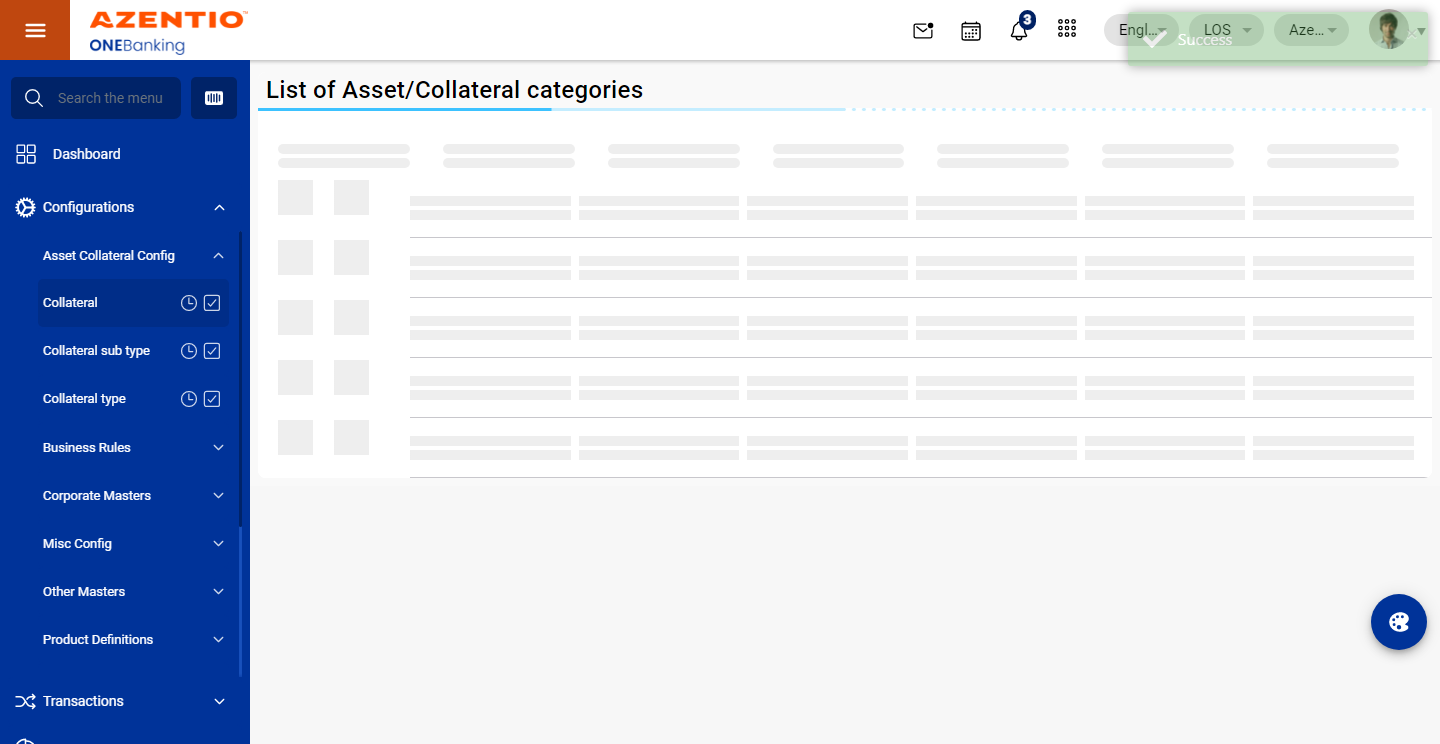 AZENTIO™
ONEBanking
3
Engl...
LOS
Aze...
Success
Search the menu
Dashboard
Configurations
Asset Collateral Config
Collateral
Collateral sub type
Collateral type
Business Rules
Corporate Masters
Misc Config
Other Masters
Product Definitions
Transactions
List of Asset/Collateral categories